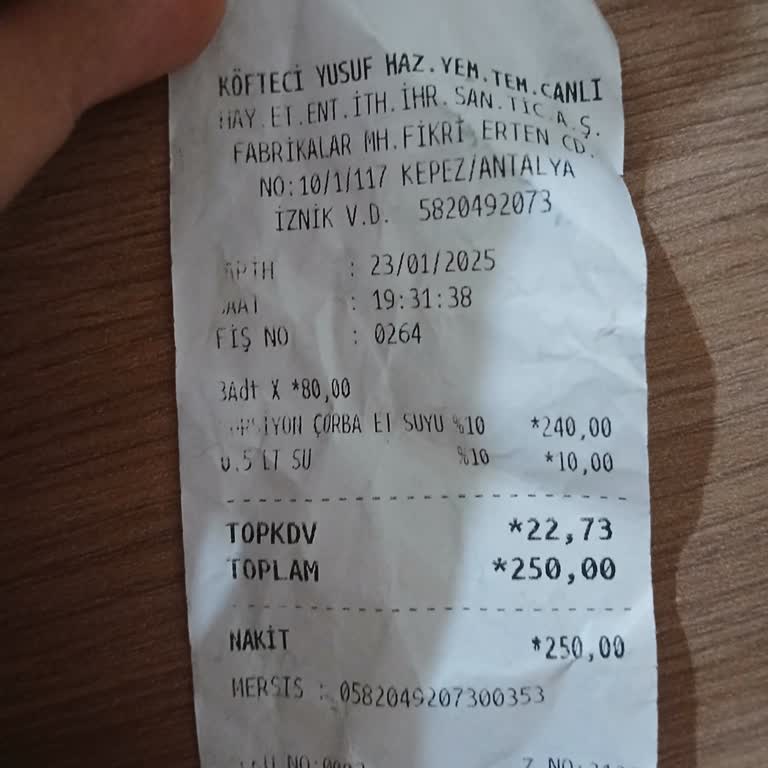 KÖFTECİ YUSUF HAZ.YEM.TEM.CANLI
HAY.ET.ENT.İTH.İHR.SAN.TİC.A.Ş.
FABRİKALAR MH.FİKRİ ERTEN CD.
NO:10/1/117 KEPEZ/ANTALYA
İZNİK V.D. 5820492073
: 23/01/2025
: 19:31:38
FİŞ NO : 0264
3Adt X *80,00
ÇORBA ET SUYU %10 *240,00
0.5 LT SU %10 *10,00
TOPKDV *22,73
TOPLAM *250,00
NAKİT *250,00
MERSIS : 0582049207300353